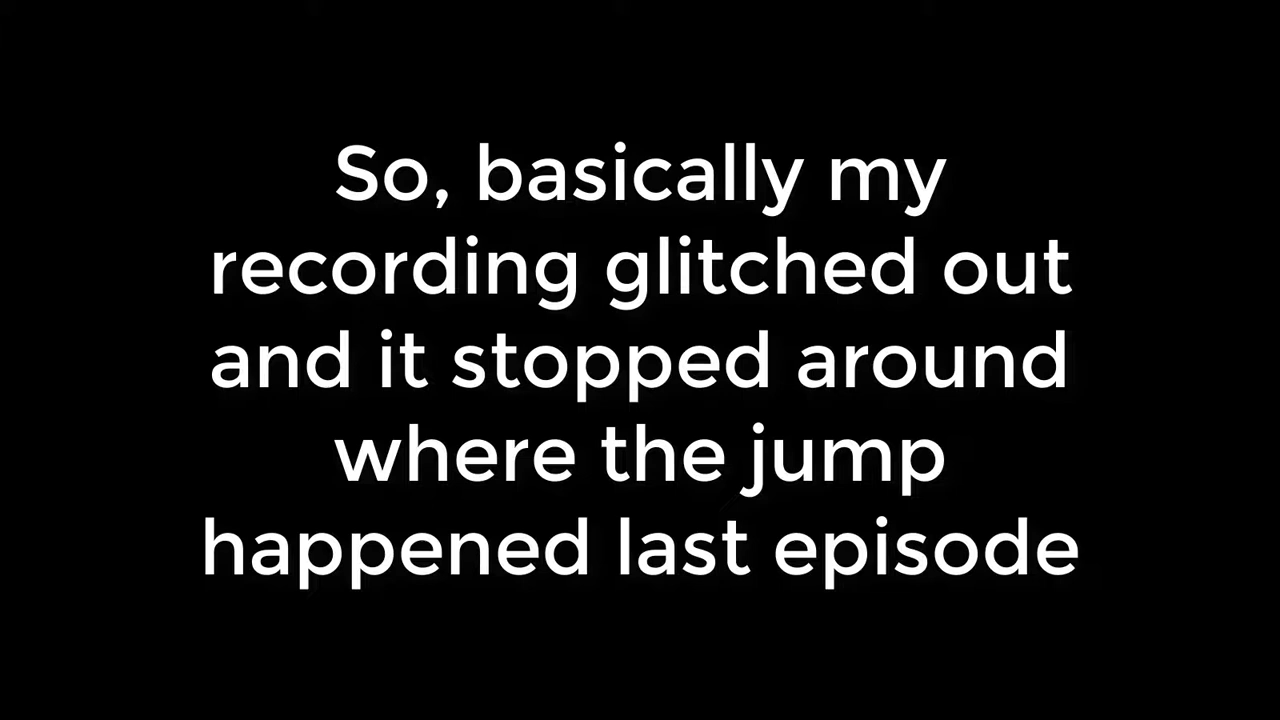 So, basically my
recording glitched out
and it stopped around
where the jump
happened last episode